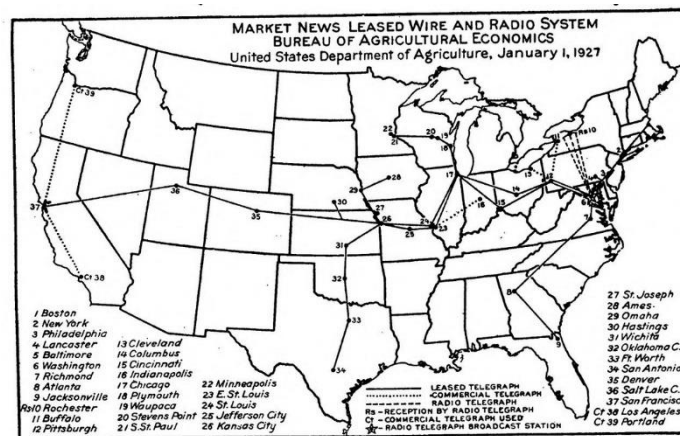 MARKET NEWS LEASED WIRE AND RADIO SYSTEM
BUREAU OF AGRICULTURAL ECONOMICS
United States Department of Agriculture, January 1, 1927
Ct 39
22
21
20
19
18
11
Rs10
13
2
1
29
28
17
14
12
3
37
36
35
30
27
26
25
24
23
16
15
6
7
31
32
33
34
8
9
Ct 38
1 Boston
2 New York
3 Philadelphia
4 Lancaster
5 Baltimore
6 Washington
7 Richmond
8 Atlanta
9 Jacksonville
Rs10 Rochester
11 Buffalo
12 Pittsburgh
13 Cleveland
14 Columbus
15 Cincinnati
16 Indianapolis
17 Chicago
18 Plymouth
19 Waupaca
20 Stevens Point
21 S.St. Paul
22 Minneapolis
23 E.St. Louis
24 St. Louis
25 Jefferson City
26 Kansas City
LEASED TELEGRAPH
COMMERCIAL TELEGRAPH
RADIO TELEGRAPH
Rs - RECEPTION BY RADIO TELEGRAPH
Ct - COMMERCIAL TELEGRAPH USED
RADIO TELEGRAPH BROADCAST STATION
27 St. Joseph
28 Ames
29 Omaha
30 Hastings
31 Wichita
32 Oklahoma C.
33 Ft. Worth
34 San Antonio
35 Denver
36 Salt Lake C.
37 San Francisco
Ct 38 Los Angeles
Ct 39 Portland